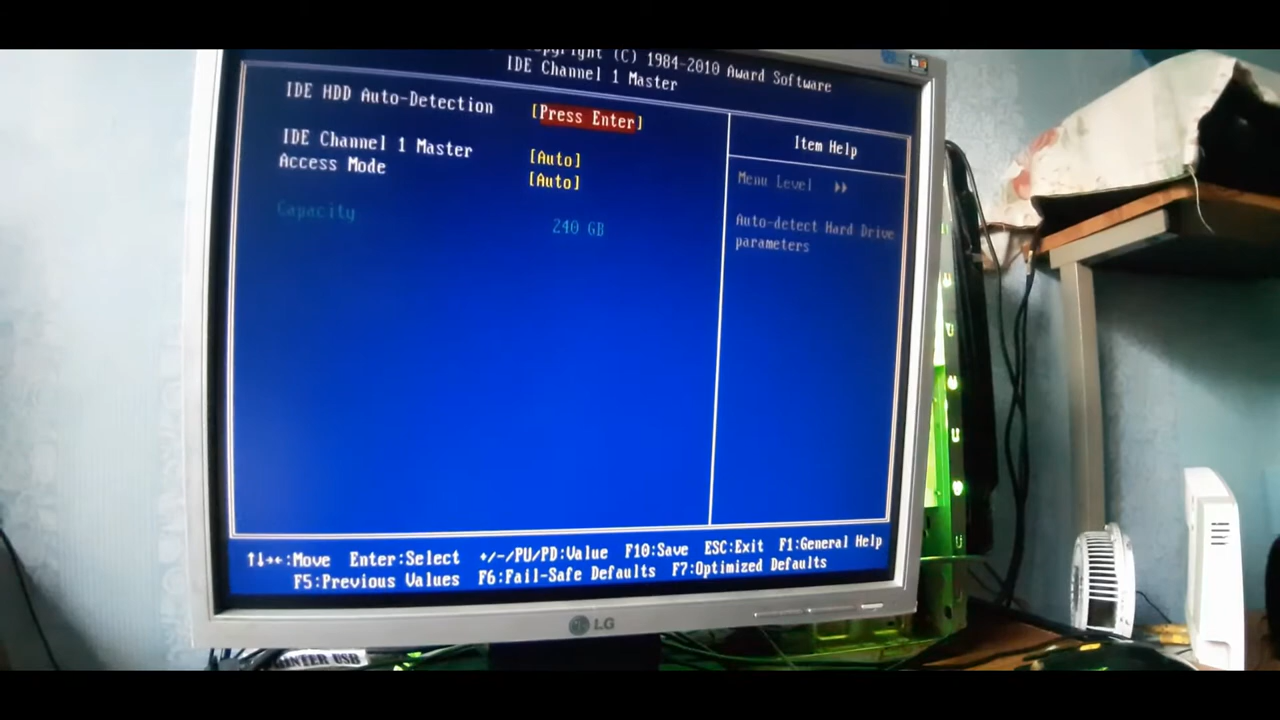 Copyright (C) 1984-2010 Award Software
IDE Channel 1 Master
IDE HDD Auto-Detection [Press Enter]
IDE Channel 1 Master [Auto]
Access Mode [Auto]
Capacity 240 GB
Item Help
Menu Level
Auto-detect Hard Drive
parameters
↑↓→←:Move Enter:Select +/-/PU/PD:Value F10:Save ESC:Exit F1:General Help
F5:Previous Values F6:Fail-Safe Defaults F7:Optimized Defaults
LG
USB